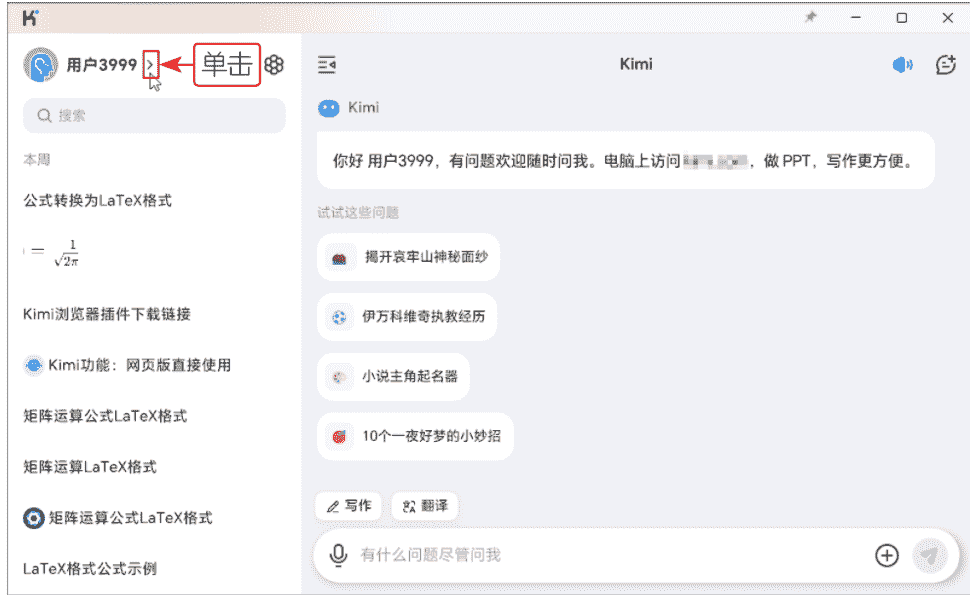 用户3999
单击
搜索
本周
公式转换为LaTeX格式
= 1/√2π
Kimi浏览器插件下载链接
Kimi功能：网页版直接使用
矩阵运算公式LaTeX格式
矩阵运算LaTeX格式
矩阵运算公式LaTeX格式
LaTeX格式公式示例
Kimi
Kimi
你好 用户3999，有问题欢迎随时问我。电脑上访问，做 PPT，写作更方便。
试试这些问题
揭开哀牢山神秘面纱
伊万科维奇执教经历
小说主角起名器
10个一夜好梦的小妙招
写作
翻译
有什么问题尽管问我